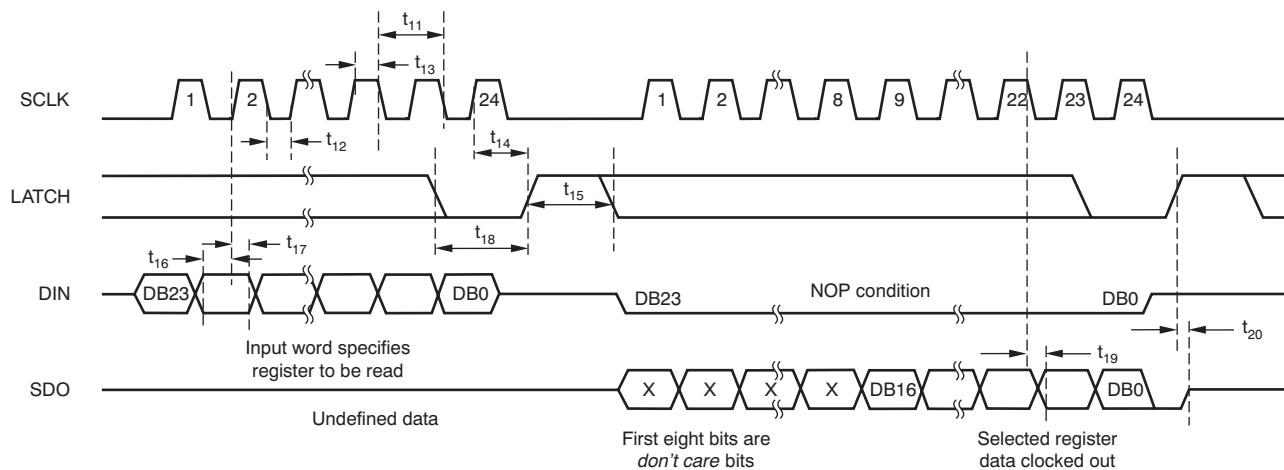 t11
t13
SCLK 1 2 24 1 2 8 9 22 23 24
t12
t14
LATCH
t15
t18
t16 t17
DIN DB23 DB0 DB23 NOP condition DB0
t20
Input word specifies
register to be read
t19
SDO X X X X DB16 DB0
Undefined data
First eight bits are
don't care bits
Selected register
data clocked out